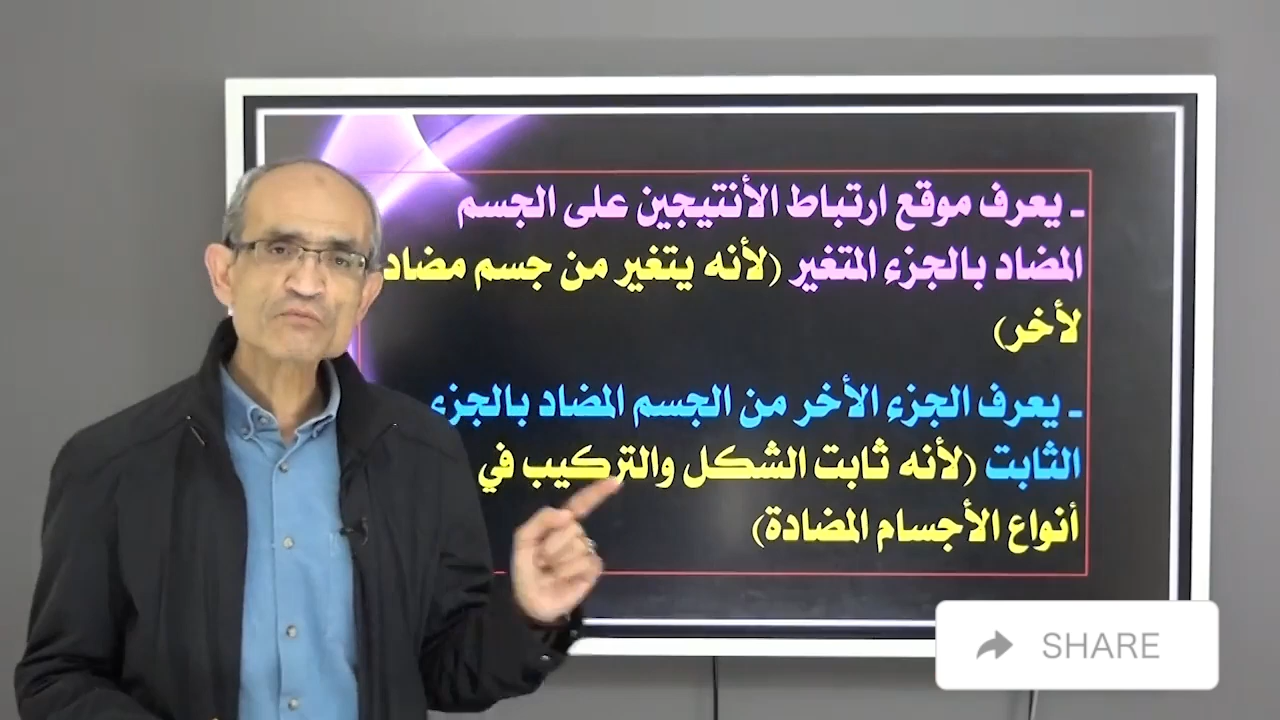 ـ يعرف موقع ارتباط الأنتيجين على الجسم
المضاد بالجزء المتغير (لأنه يتغير من جسم مضاد
لأخر)
ـ يعرف الجزء الأخر من الجسم المضاد بالجزء
الثابت (لأنه ثابت الشكل والتركيب في
أنواع الأجسام المضادة)
SHARE